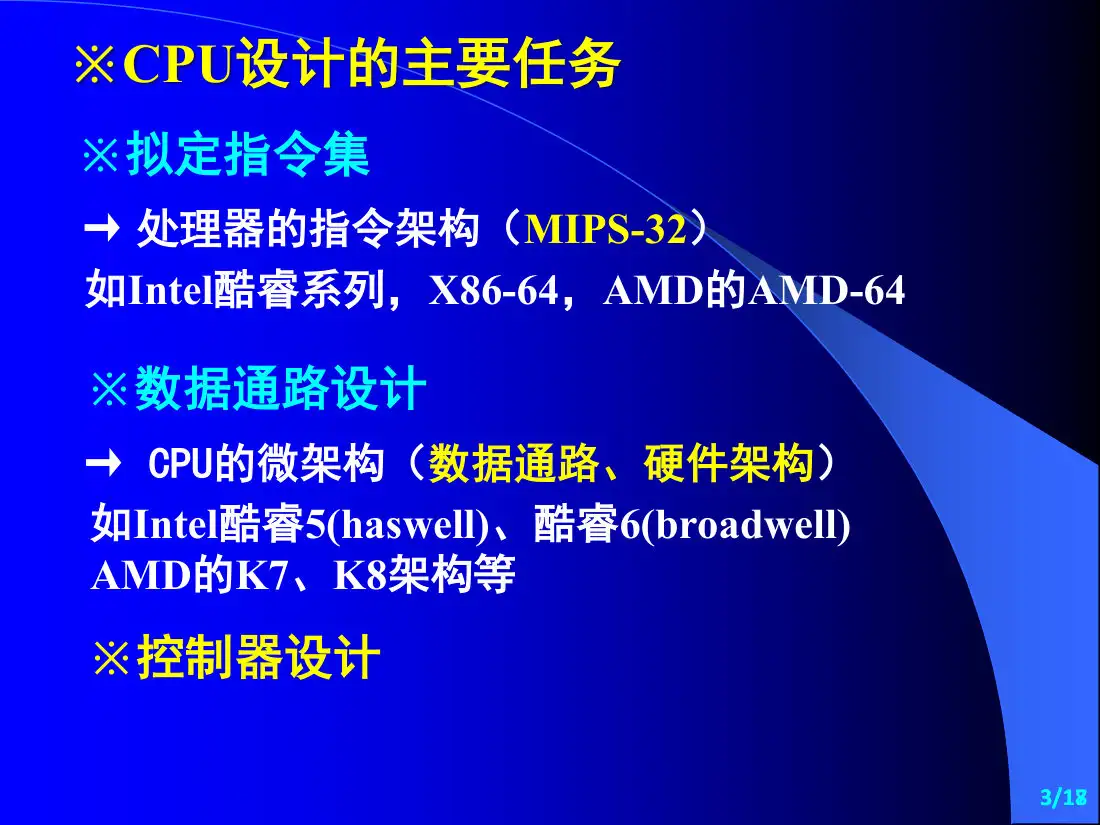 ※CPU设计的主要任务
※拟定指令集
→ 处理器的指令架构（MIPS-32）
如Intel酷睿系列，X86-64，AMD的AMD-64
※数据通路设计
→ CPU的微架构（数据通路、硬件架构）
如Intel酷睿5(haswell)、酷睿6(broadwell)
AMD的K7、K8架构等
※控制器设计